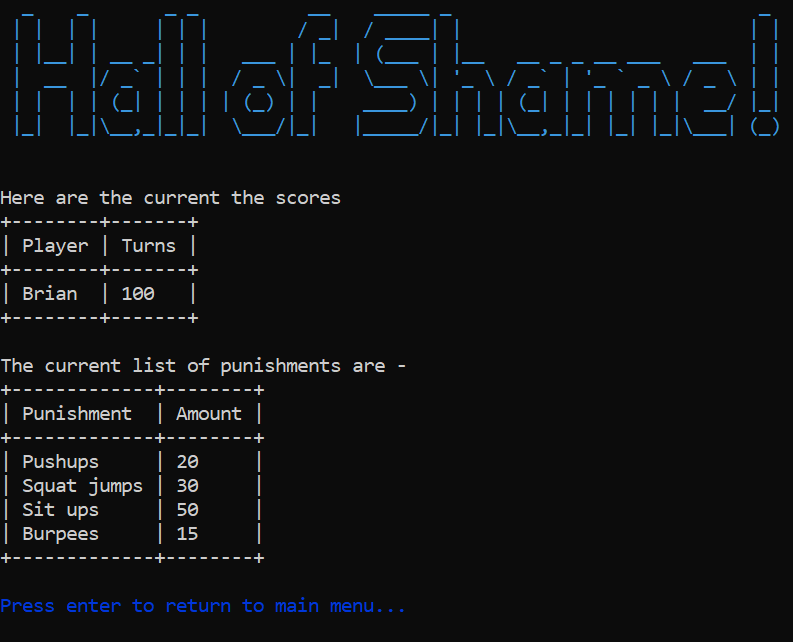 Hall of Shame!
Here are the current the scores
+--------+-------+
| Player | Turns |
+--------+-------+
| Brian  | 100   |
+--------+-------+
The current list of punishments are -
+-------------+--------+
| Punishment  | Amount |
+-------------+--------+
| Pushups     | 20     |
| Squat jumps | 30     |
| Sit ups     | 50     |
| Burpees     | 15     |
+-------------+--------+
Press enter to return to main menu...